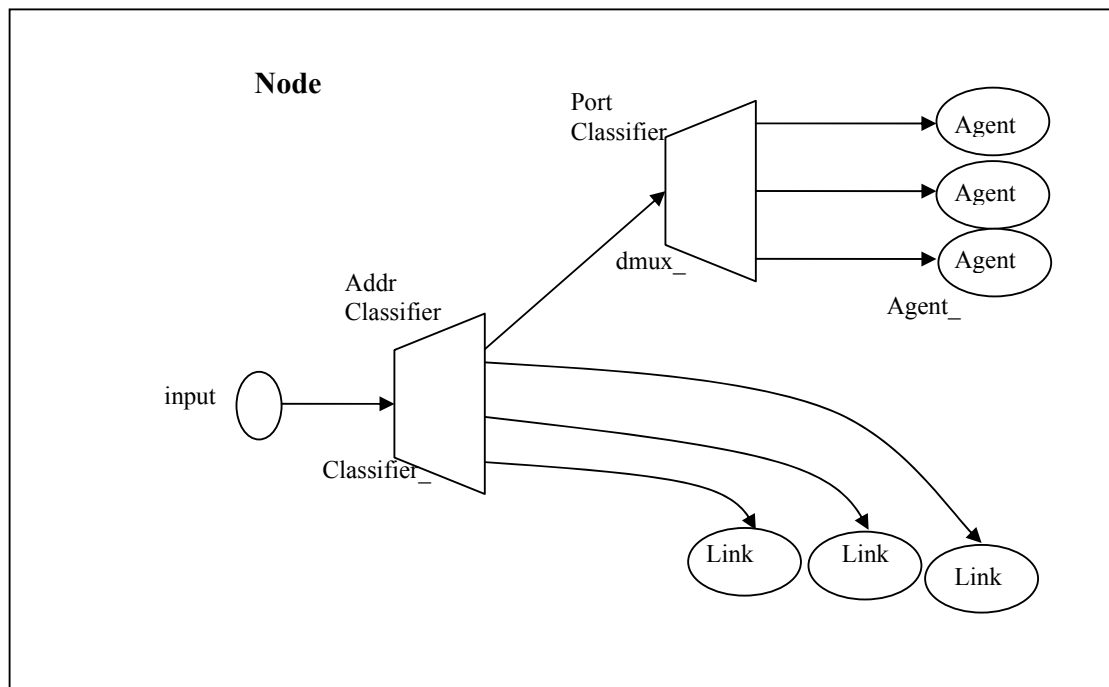 Node
Port
Classifier
Agent
Agent
Agent
dmux_
Agent_
Addr
Classifier
input
Classifier_
Link
Link
Link